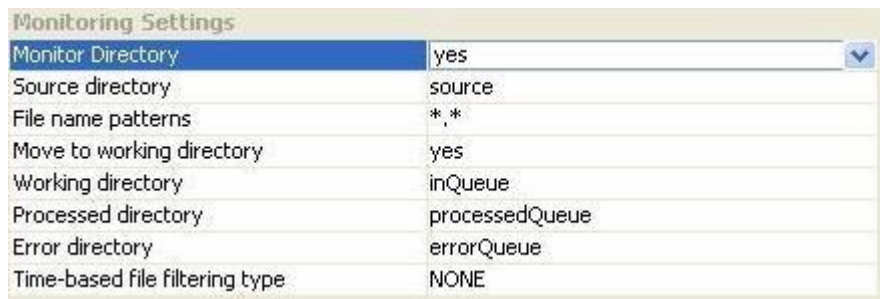 Monitoring Settings
Monitor Directory yes
Source directory source
File name patterns *.*
Move to working directory yes
Working directory inQueue
Processed directory processedQueue
Error directory errorQueue
Time-based file filtering type NONE